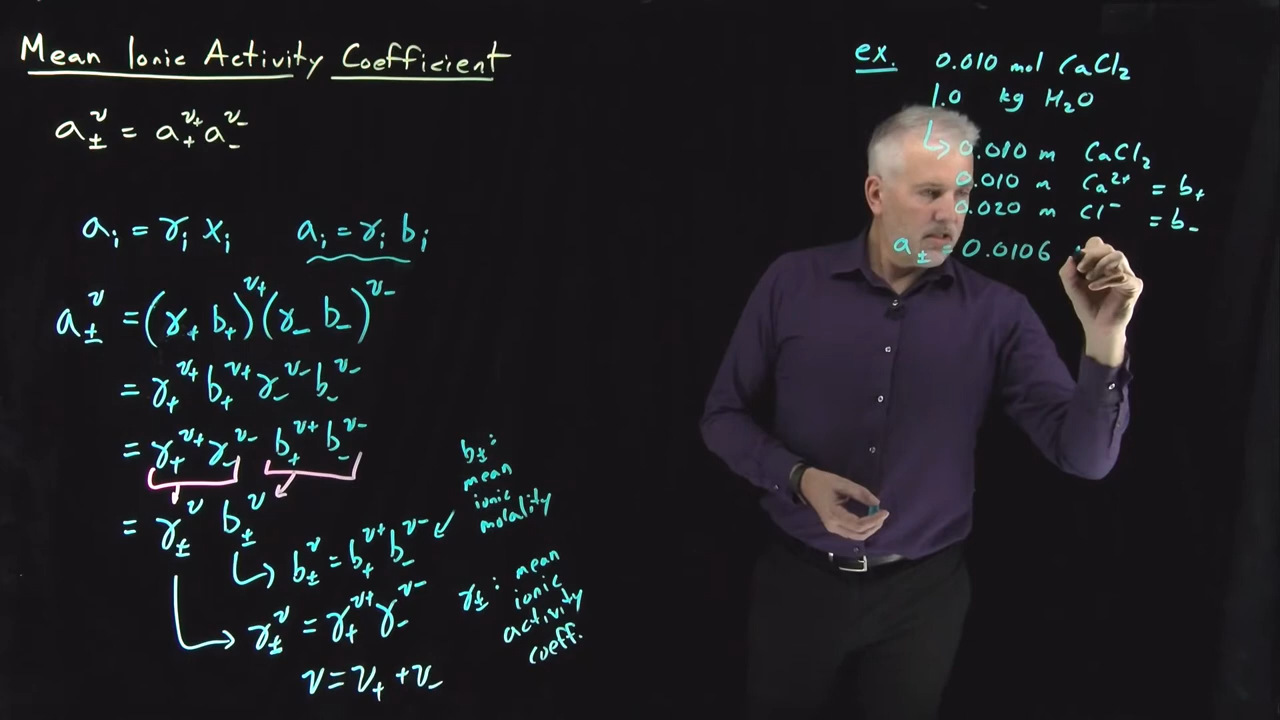 Mean Ionic Activity Coefficient
a±^ν = a₊^ν₊ a₋^ν₋
aᵢ = γᵢ xᵢ
aᵢ = γᵢ bᵢ
a±^ν = (γ₊ b₊)^ν₊ (γ₋ b₋)^ν₋
= γ₊^ν₊ b₊^ν₊ γ₋^ν₋ b₋^ν₋
= γ₊^ν₊ γ₋^ν₋ b₊^ν₊ b₋^ν₋
= γ±^ν b±^ν
b±^ν = b₊^ν₊ b₋^ν₋
γ±^ν = γ₊^ν₊ γ₋^ν₋
ν = ν₊ + ν₋
b±:
mean
ionic
molality
γ±: mean
ionic
activity
coeff.
ex. 0.010 mol CaCl₂
1.0 kg H₂O
0.010 m CaCl₂
0.010 m Ca²⁺ = b₊
0.020 m Cl⁻ = b₋
a± = 0.0106